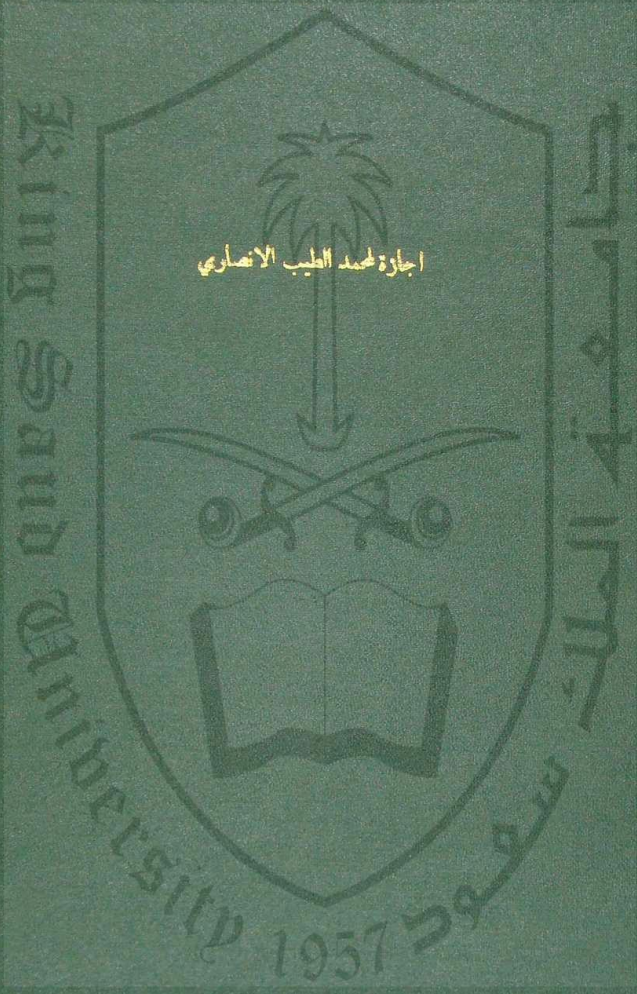 اجازة لمحمد الطيب الانصاري
King Saud University 1957
جامعة الملك سعود